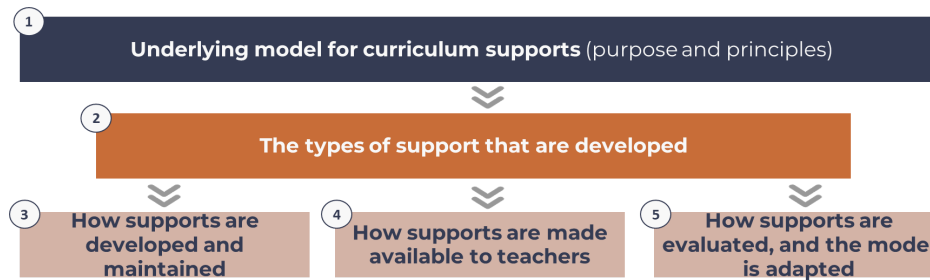 1
Underlying model for curriculum supports (purpose and principles)
2
The types of support that are developed
3
How supports are
developed and
maintained
4
How supports are made
available to teachers
5
How supports are
evaluated, and the mode
is adapted